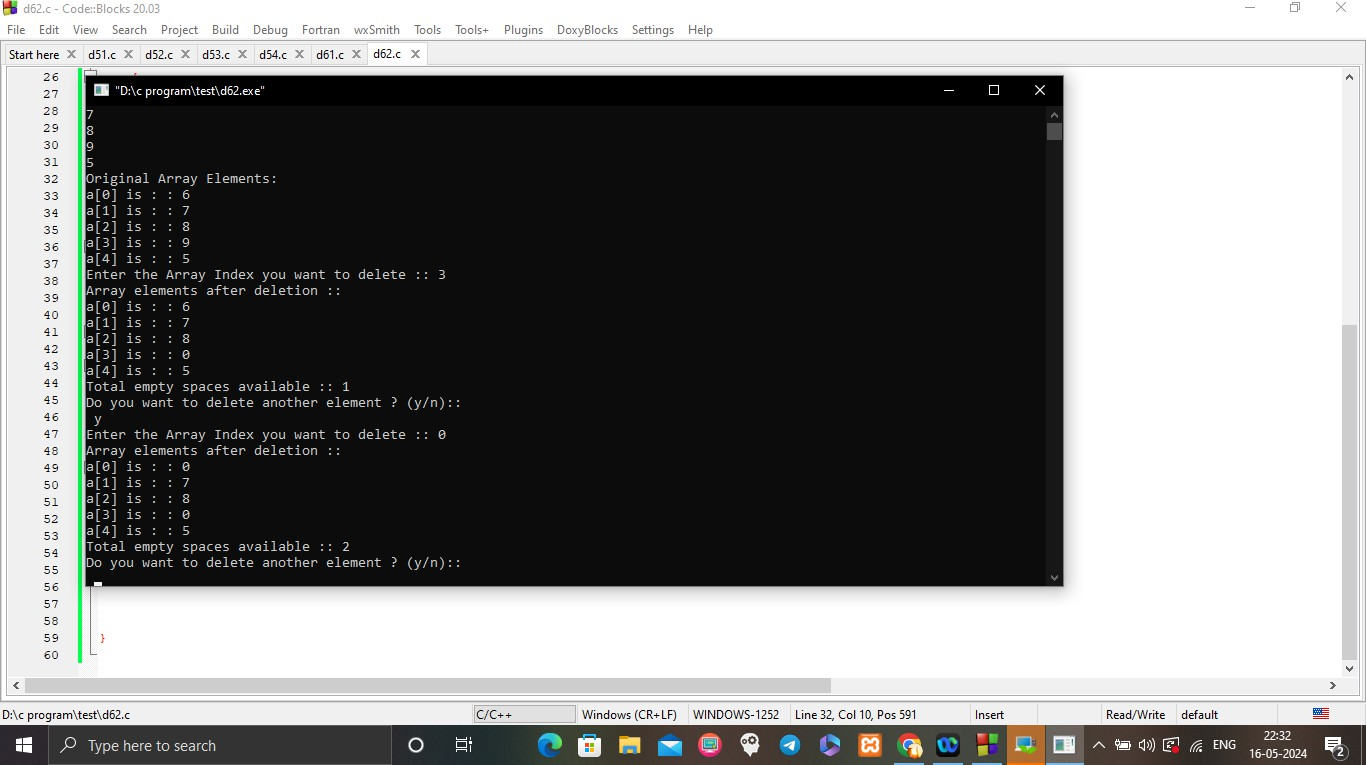 d62.c - Code::Blocks 20.03
File Edit View Search Project Build Debug Fortran wxSmith Tools Tools+ Plugins DoxyBlocks Settings Help
Start here d51.c d52.c d53.c d54.c d61.c d62.c
26
27
28
29
30
31
32
33
34
35
36
37
38
39
40
41
42
43
44
45
46
47
48
49
50
51
52
53
54
55
56
57
58
59 }
60
"D:\c program\test\d62.exe"
7
8
9
5
Original Array Elements:
a[0] is : : 6
a[1] is : : 7
a[2] is : : 8
a[3] is : : 9
a[4] is : : 5
Enter the Array Index you want to delete :: 3
Array elements after deletion ::
a[0] is : : 6
a[1] is : : 7
a[2] is : : 8
a[3] is : : 0
a[4] is : : 5
Total empty spaces available :: 1
Do you want to delete another element ? (y/n)::
y
Enter the Array Index you want to delete :: 0
Array elements after deletion ::
a[0] is : : 0
a[1] is : : 7
a[2] is : : 8
a[3] is : : 0
a[4] is : : 5
Total empty spaces available :: 2
Do you want to delete another element ? (y/n)::
D:\c program\test\d62.c C/C++ Windows (CR+LF) WINDOWS-1252 Line 32, Col 10, Pos 591 Insert Read/Write default
Type here to search ENG 22:32
16-05-2024 2